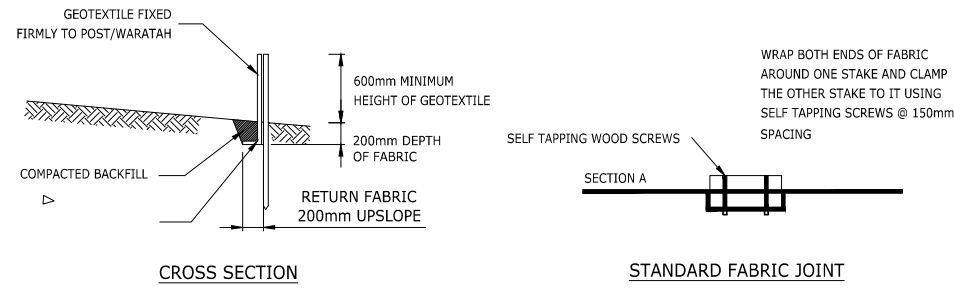 GEOTEXTILE FIXED
FIRMLY TO POST/WARATAH
600mm MINIMUM
HEIGHT OF GEOTEXTILE
200mm DEPTH
OF FABRIC
COMPACTED BACKFILL
RETURN FABRIC
200mm UPSLOPE
CROSS SECTION
WRAP BOTH ENDS OF FABRIC
AROUND ONE STAKE AND CLAMP
THE OTHER STAKE TO IT USING
SELF TAPPING SCREWS @ 150mm
SPACING
SELF TAPPING WOOD SCREWS
SECTION A
STANDARD FABRIC JOINT